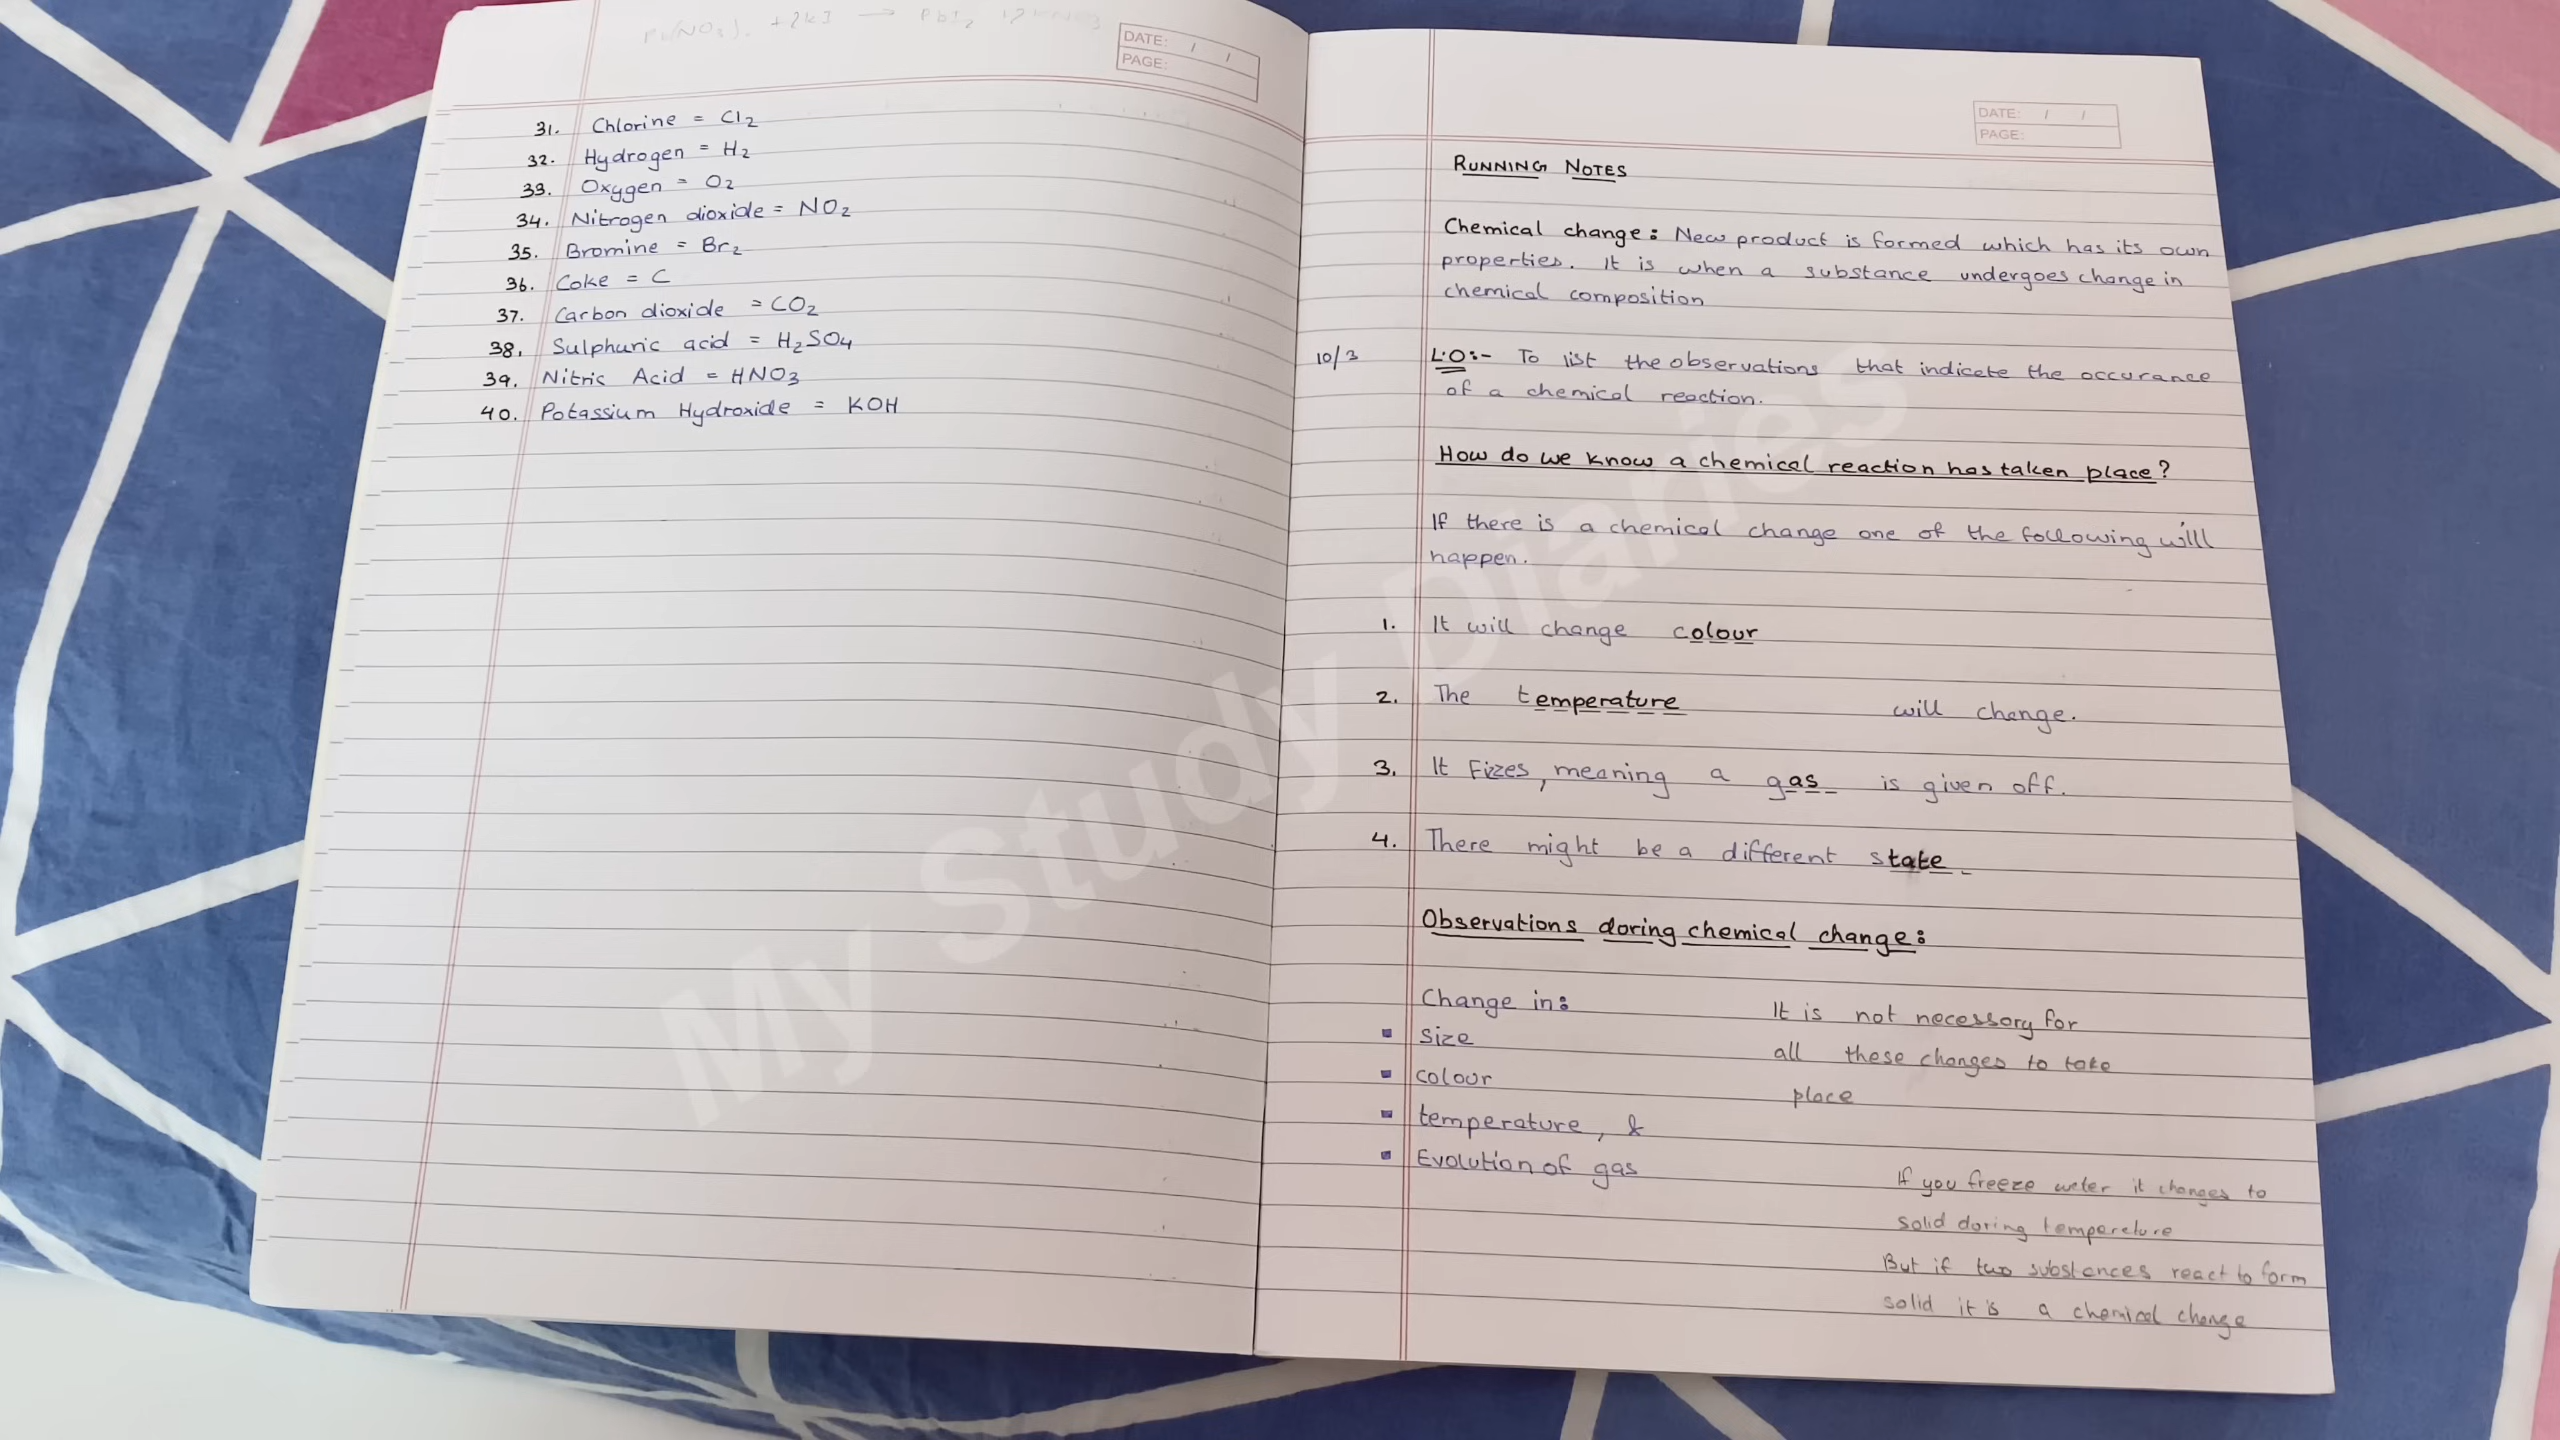 Pb(NO3)2 +2KI → PbI2 +2KNO3
DATE: / /
PAGE:
31. Chlorine = Cl2
32. Hydrogen = H2
33. Oxygen = O2
34. Nitrogen dioxide = NO2
35. Bromine = Br2
36. Coke = C
37. Carbon dioxide = CO2
38. Sulphuric acid = H2SO4
39. Nitric Acid = HNO3
40. Potassium Hydroxide = KOH
DATE: / /
PAGE:
RUNNING NOTES
Chemical change: New product is formed which has its own
properties. It is when a substance undergoes change in
chemical composition
10/3 L.O:- To list the observations that indicate the occurance
of a chemical reaction.
How do we know a chemical reaction has taken place?
If there is a chemical change one of the following will
happen.
1. It will change colour
2. The temperature will change.
3. It Fizzes, meaning a gas is given off.
4. There might be a different state
Observations doring chemical change:
Change in:
▪ Size
▪ colour
▪ temperature, &
▪ Evolution of gas
It is not necessory for
all these changes to take
place
If you freeze water it changes to
solid doring temperature
But if two substances react to form
solid it is a chemical change
My Study Diaries